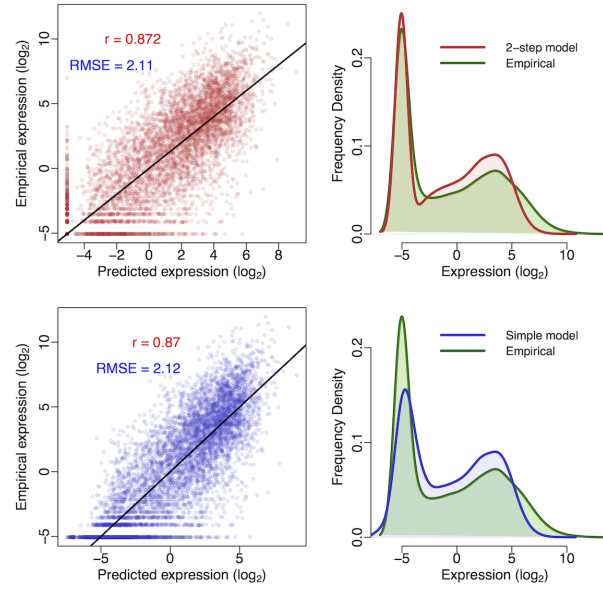 r = 0.872
RMSE = 2.11
Empirical expression (log₂)
10
5
0
−5
−4
−2
0
2
4
6
8
Predicted expression (log₂)
2-step model
Empirical
Frequency Density
0.2
0.1
0.0
−5
0
5
10
Expression (log₂)
r = 0.87
RMSE = 2.12
Empirical expression (log₂)
10
5
0
−5
−5
0
5
Predicted expression (log₂)
Simple model
Empirical
Frequency Density
0.2
0.1
0.0
−5
0
5
10
Expression (log₂)